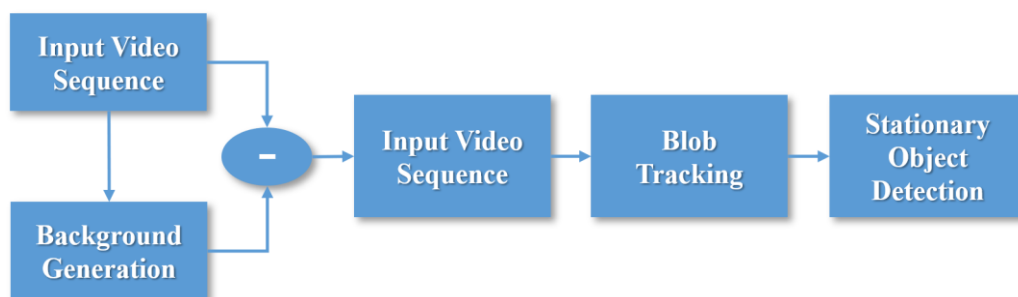 Input Video
Sequence
-
Input Video
Sequence
Blob
Tracking
Stationary
Object
Detection
Background
Generation